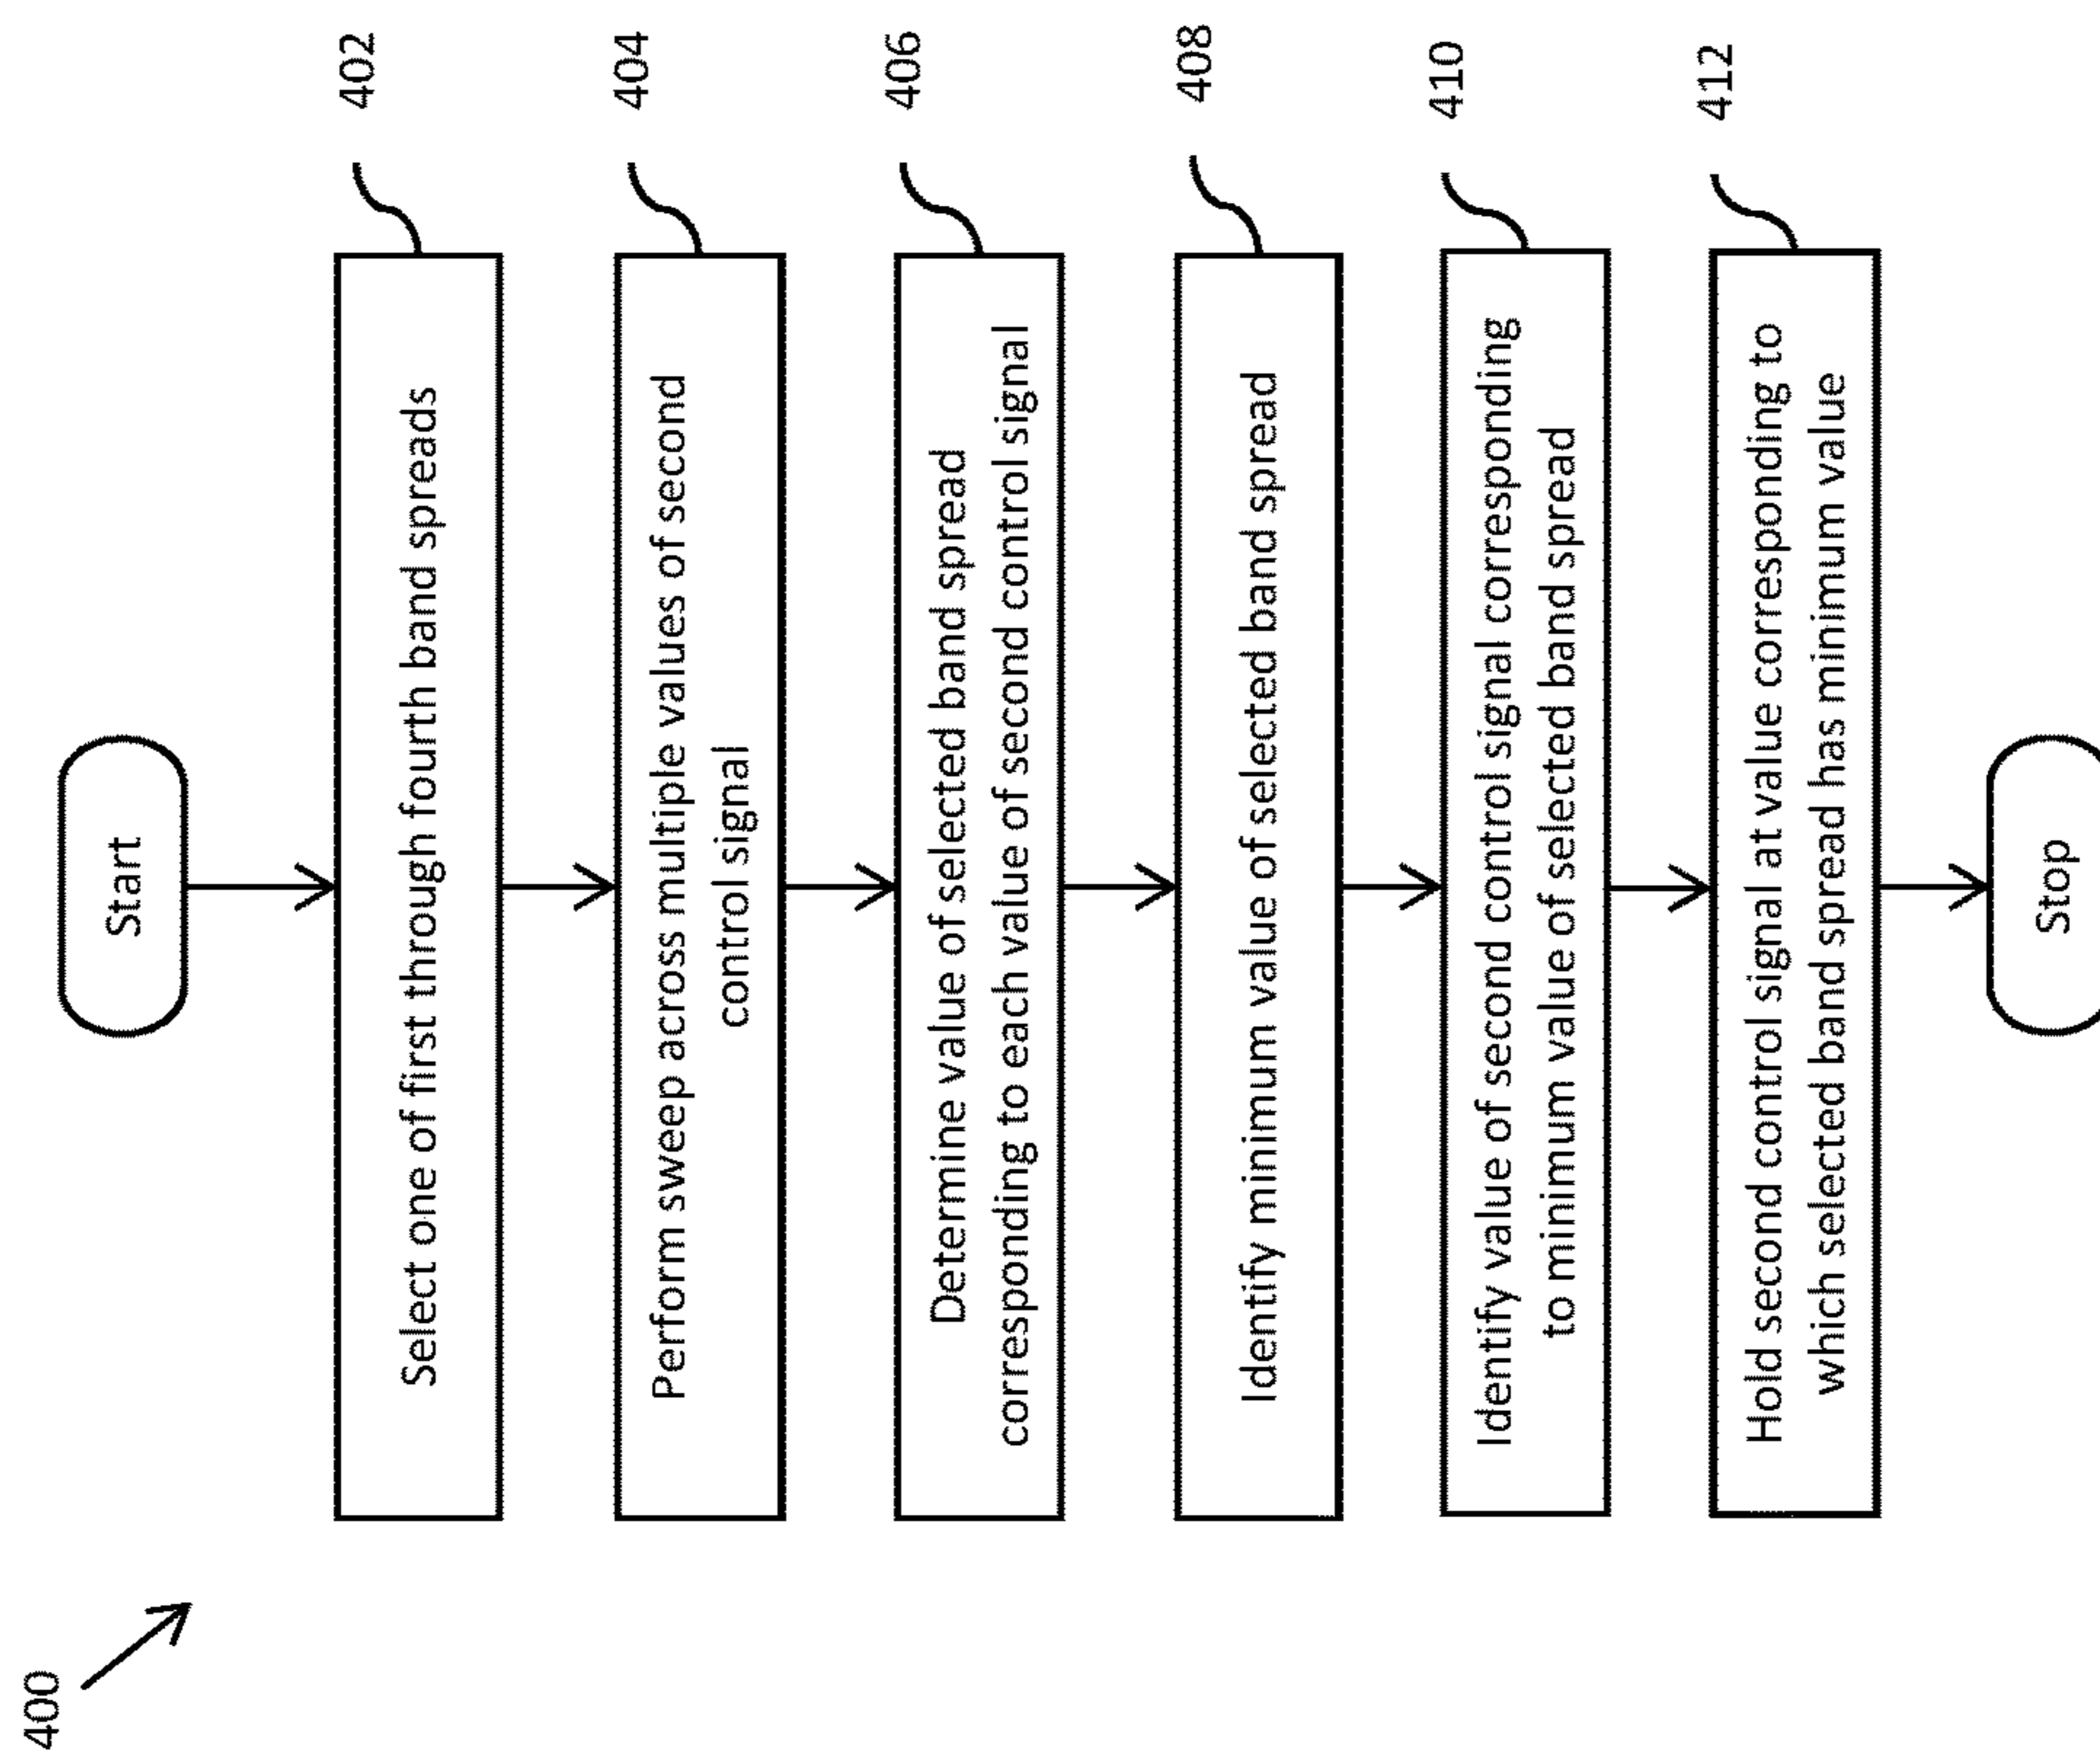 400
Start
402
Select one of first through fourth band spreads
404
Perform sweep across multiple values of second
control signal
406
Determine value of selected band spread
corresponding to each value of second control signal
408
Identify minimum value of selected band spread
410
Identify value of second control signal corresponding
to minimum value of selected band spread
412
Hold second control signal at value corresponding to
which selected band spread has minimum value
Stop